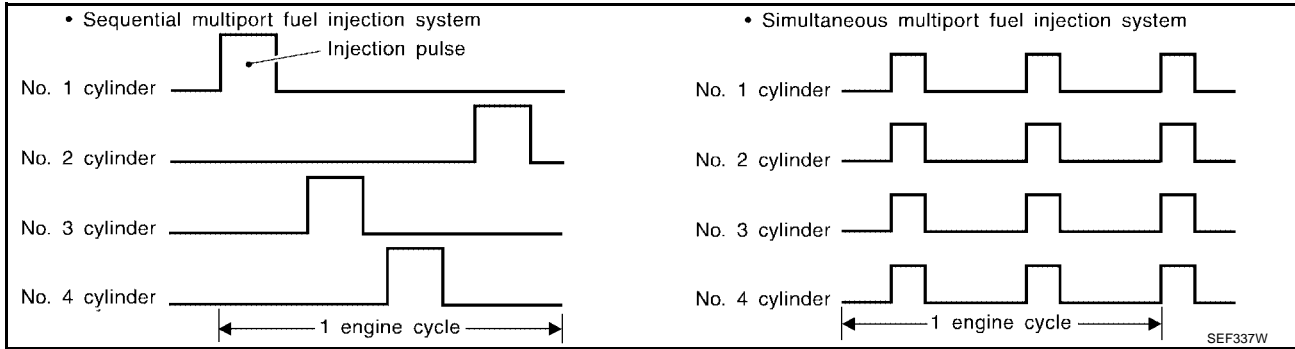 • Sequential multiport fuel injection system
Injection pulse
No. 1 cylinder
No. 2 cylinder
No. 3 cylinder
No. 4 cylinder
1 engine cycle
• Simultaneous multiport fuel injection system
No. 1 cylinder
No. 2 cylinder
No. 3 cylinder
No. 4 cylinder
1 engine cycle
SEF337W